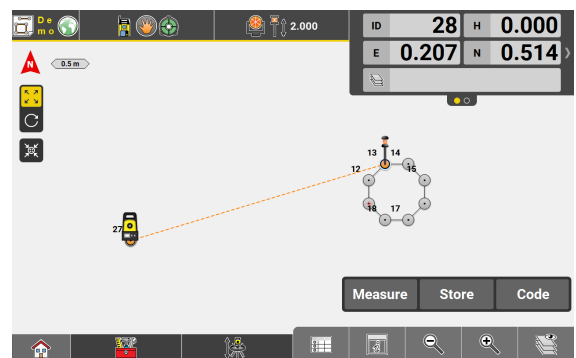 De
mo
2.000
ID 28 H 0.000
E 0.207 N 0.514
N
0.5 m
13 14
12 15
18 17
27
Measure Store Code